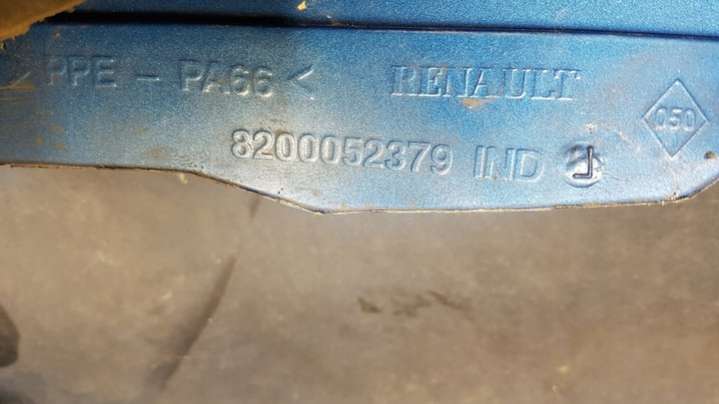 >PPE - PA66< RENAULT
050
8200052379 IND J